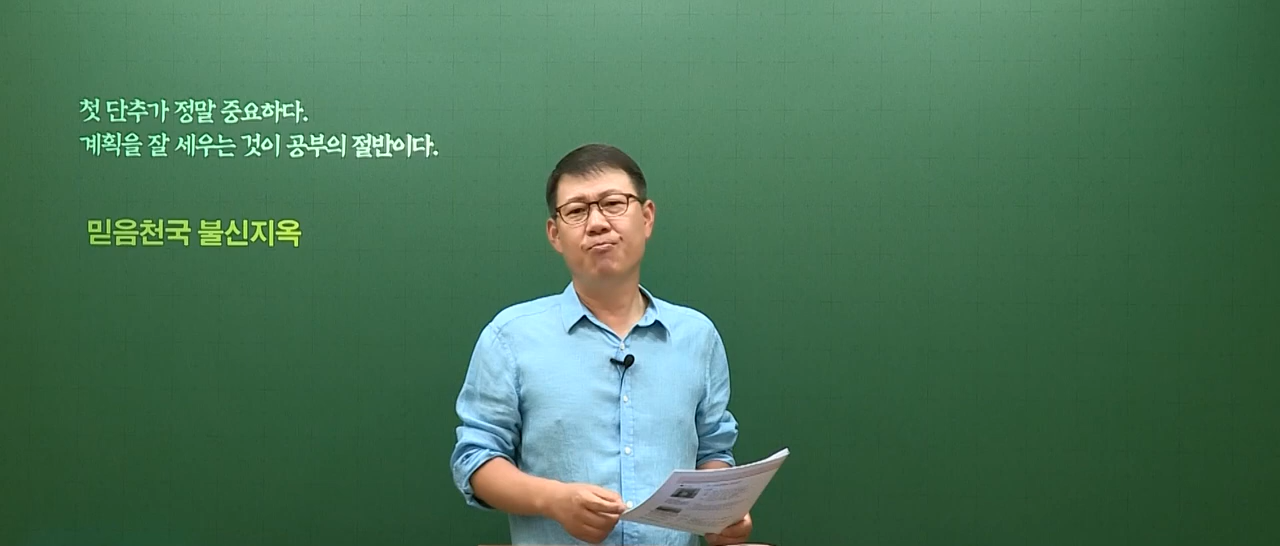 첫 단추가 정말 중요하다.
계획을 잘 세우는 것이 공부의 절반이다.
믿음천국 불신지옥